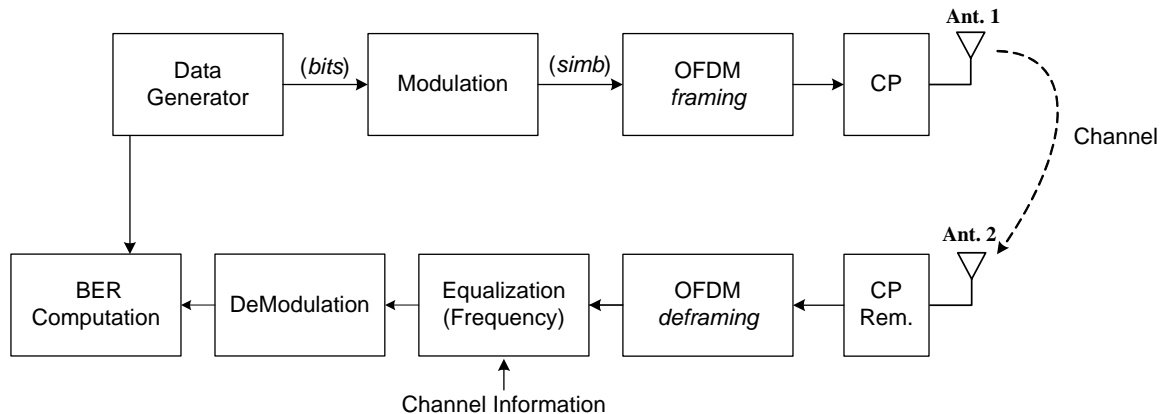 Ant. 1
Data
Generator
(bits)
Modulation
(simb)
OFDM
framing
CP
Channel
Ant. 2
BER
Computation
DeModulation
Equalization
(Frequency)
OFDM
deframing
CP
Rem.
Channel Information